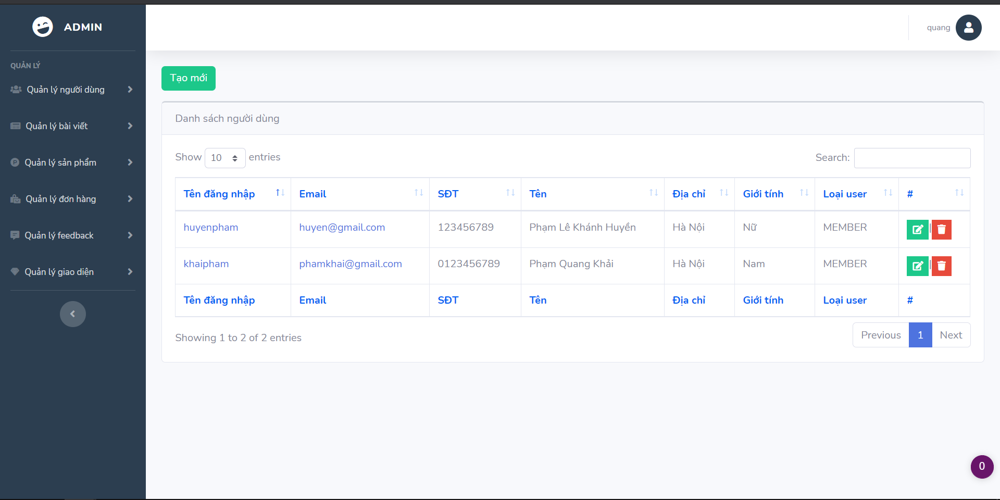 ADMIN
quang
QUẢN LÝ
Quản lý người dùng
Quản lý bài viết
Quản lý sản phẩm
Quản lý đơn hàng
Quản lý feedback
Quản lý giao diện
Tạo mới
Danh sách người dùng
Show 10 entries
Search:
Tên đăng nhập Email SĐT Tên Địa chỉ Giới tính Loại user #
huyenpham huyen@gmail.com 123456789 Phạm Lê Khánh Huyền Hà Nội Nữ MEMBER |
khaipham phamkhai@gmail.com 0123456789 Phạm Quang Khải Hà Nội Nam MEMBER |
Tên đăng nhập Email SĐT Tên Địa chỉ Giới tính Loại user #
Showing 1 to 2 of 2 entries
Previous 1 Next
0